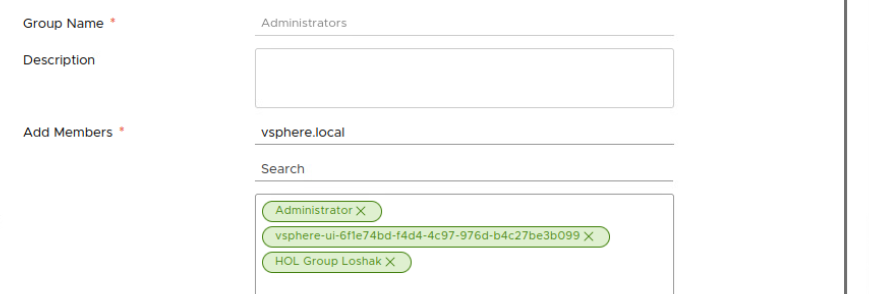 Group Name *
Administrators
Description
Add Members *
vsphere.local
Search
Administrator
vsphere-ui-6f1e74bd-f4d4-4c97-976d-b4c27be3b099
HOL Group Loshak